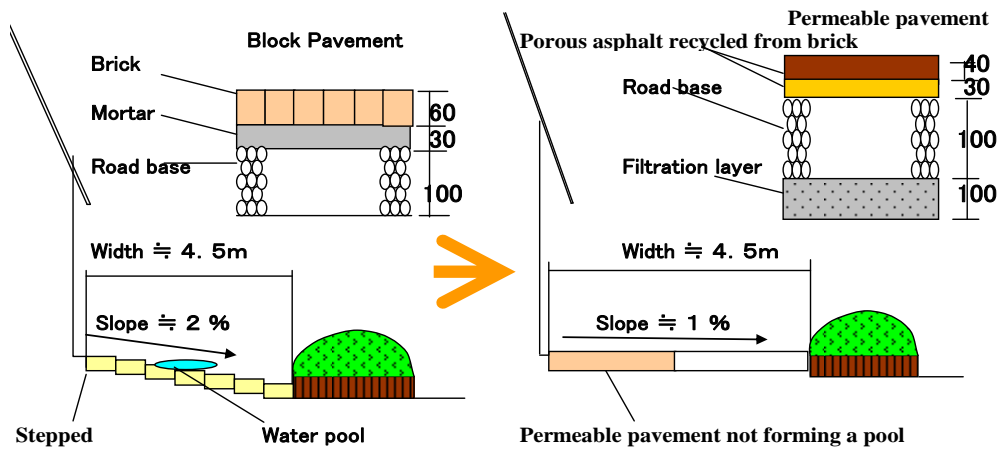 Block Pavement
Brick
Mortar
Road base
60
30
100
Width ≒ 4. 5m
Slope ≒ 2 %
Stepped
Water pool
Permeable pavement
Porous asphalt recycled from brick
Road base
Filtration layer
40
30
100
100
Width ≒ 4. 5m
Slope ≒ 1 %
Permeable pavement not forming a pool